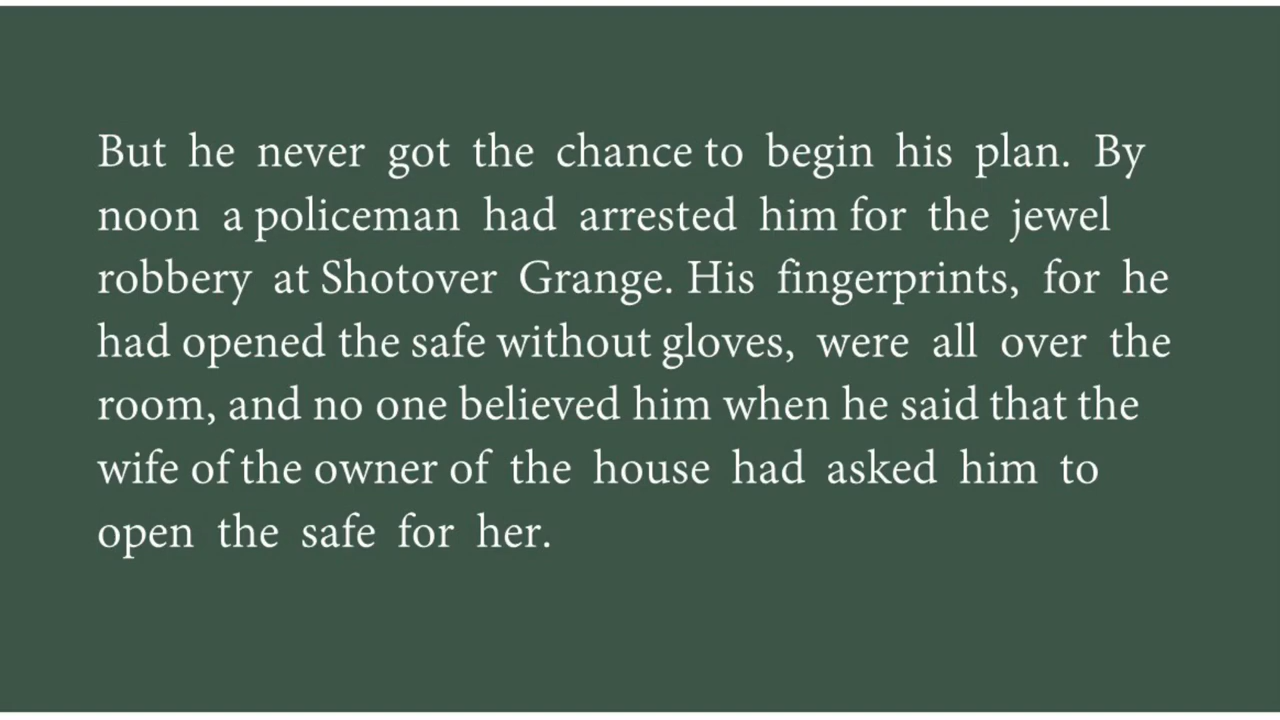 But he never got the chance to begin his plan. By
noon a policeman had arrested him for the jewel
robbery at Shotover Grange. His fingerprints, for he
had opened the safe without gloves, were all over the
room, and no one believed him when he said that the
wife of the owner of the house had asked him to
open the safe for her.